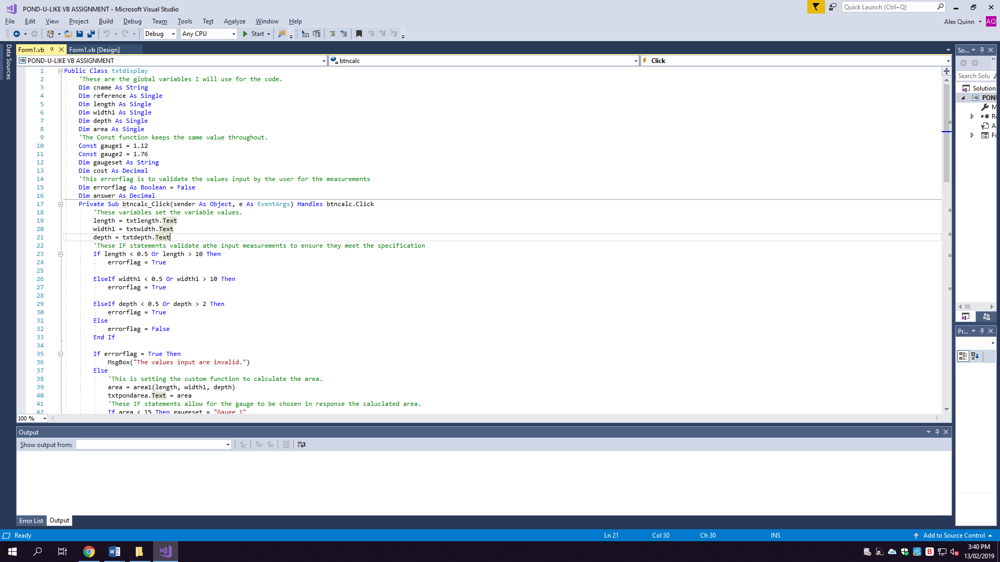 POND-U-LIKE VB ASSIGNMENT - Microsoft Visual Studio
Quick Launch (Ctrl+Q)
File Edit View Project Build Debug Team Tools Test Analyze Window Help
Alex Quinn AQ
Debug Any CPU Start
Data Sources
Form1.vb Form1.vb [Design]
So...
POND-U-LIKE VB ASSIGNMENT btncalc Click
1 Public Class txtdisplay
2 'These are the global variables I will use for the code.
3 Dim cname As String
4 Dim reference As Single
5 Dim length As Single
6 Dim width1 As Single
7 Dim depth As Single
8 Dim area As Single
9 'The Const function keeps the same value throughout.
10 Const gauge1 = 1.12
11 Const gauge2 = 1.76
12 Dim gaugeset As String
13 Dim cost As Decimal
14 'This errorflag is to validate the values input by the user for the measurements
15 Dim errorflag As Boolean = False
16 Dim answer As Decimal
17 Private Sub btncalc_Click(sender As Object, e As EventArgs) Handles btncalc.Click
18 'These variables set the variable values.
19 length = txtlength.Text
20 width1 = txtwidth.Text
21 depth = txtdepth.Text
22 'These IF statements validate athe input measurements to ensure they meet the specification
23 If length < 0.5 Or length > 10 Then
24 errorflag = True
25
26 ElseIf width1 < 0.5 Or width1 > 10 Then
27 errorflag = True
28
29 ElseIf depth < 0.5 Or depth > 2 Then
30 errorflag = True
31 Else
32 errorflag = False
33 End If
34
35 If errorflag = True Then
36 MsgBox("The values input are invalid.")
37 Else
38 'This is setting the custom function to calculate the area.
39 area = area1(length, width1, depth)
40 txtpondarea.Text = area
41 'These IF statements allow for the gauge to be chosen in response the caluclated area.
42 If area < 15 Then gaugeset = "Gauge 1"
100 %
Search Solu
Solution
VB PONI
M
Re
A
Fo
Pr...
Output
Show output from:
Error List Output
Ready Ln 21 Col 30 Ch 30 INS Add to Source Control
3:40 PM
13/02/2019